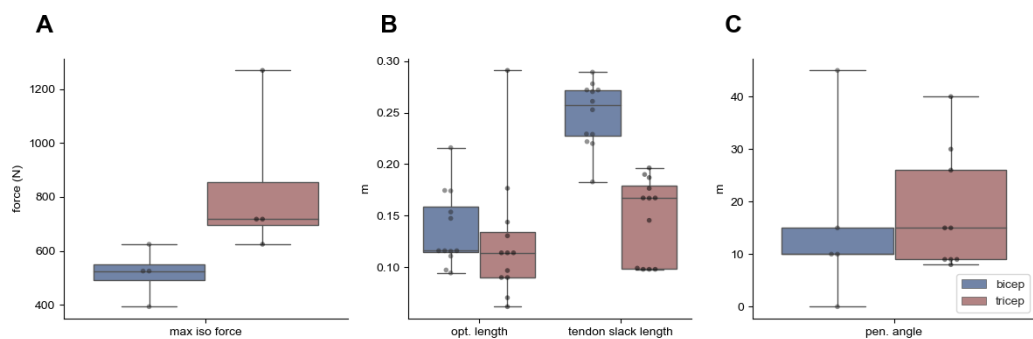 A
B
C
force (N)
1200
1000
800
600
400
max iso force
m
0.30
0.25
0.20
0.15
0.10
opt. length
tendon slack length
m
40
30
20
10
0
pen. angle
bicep
tricep